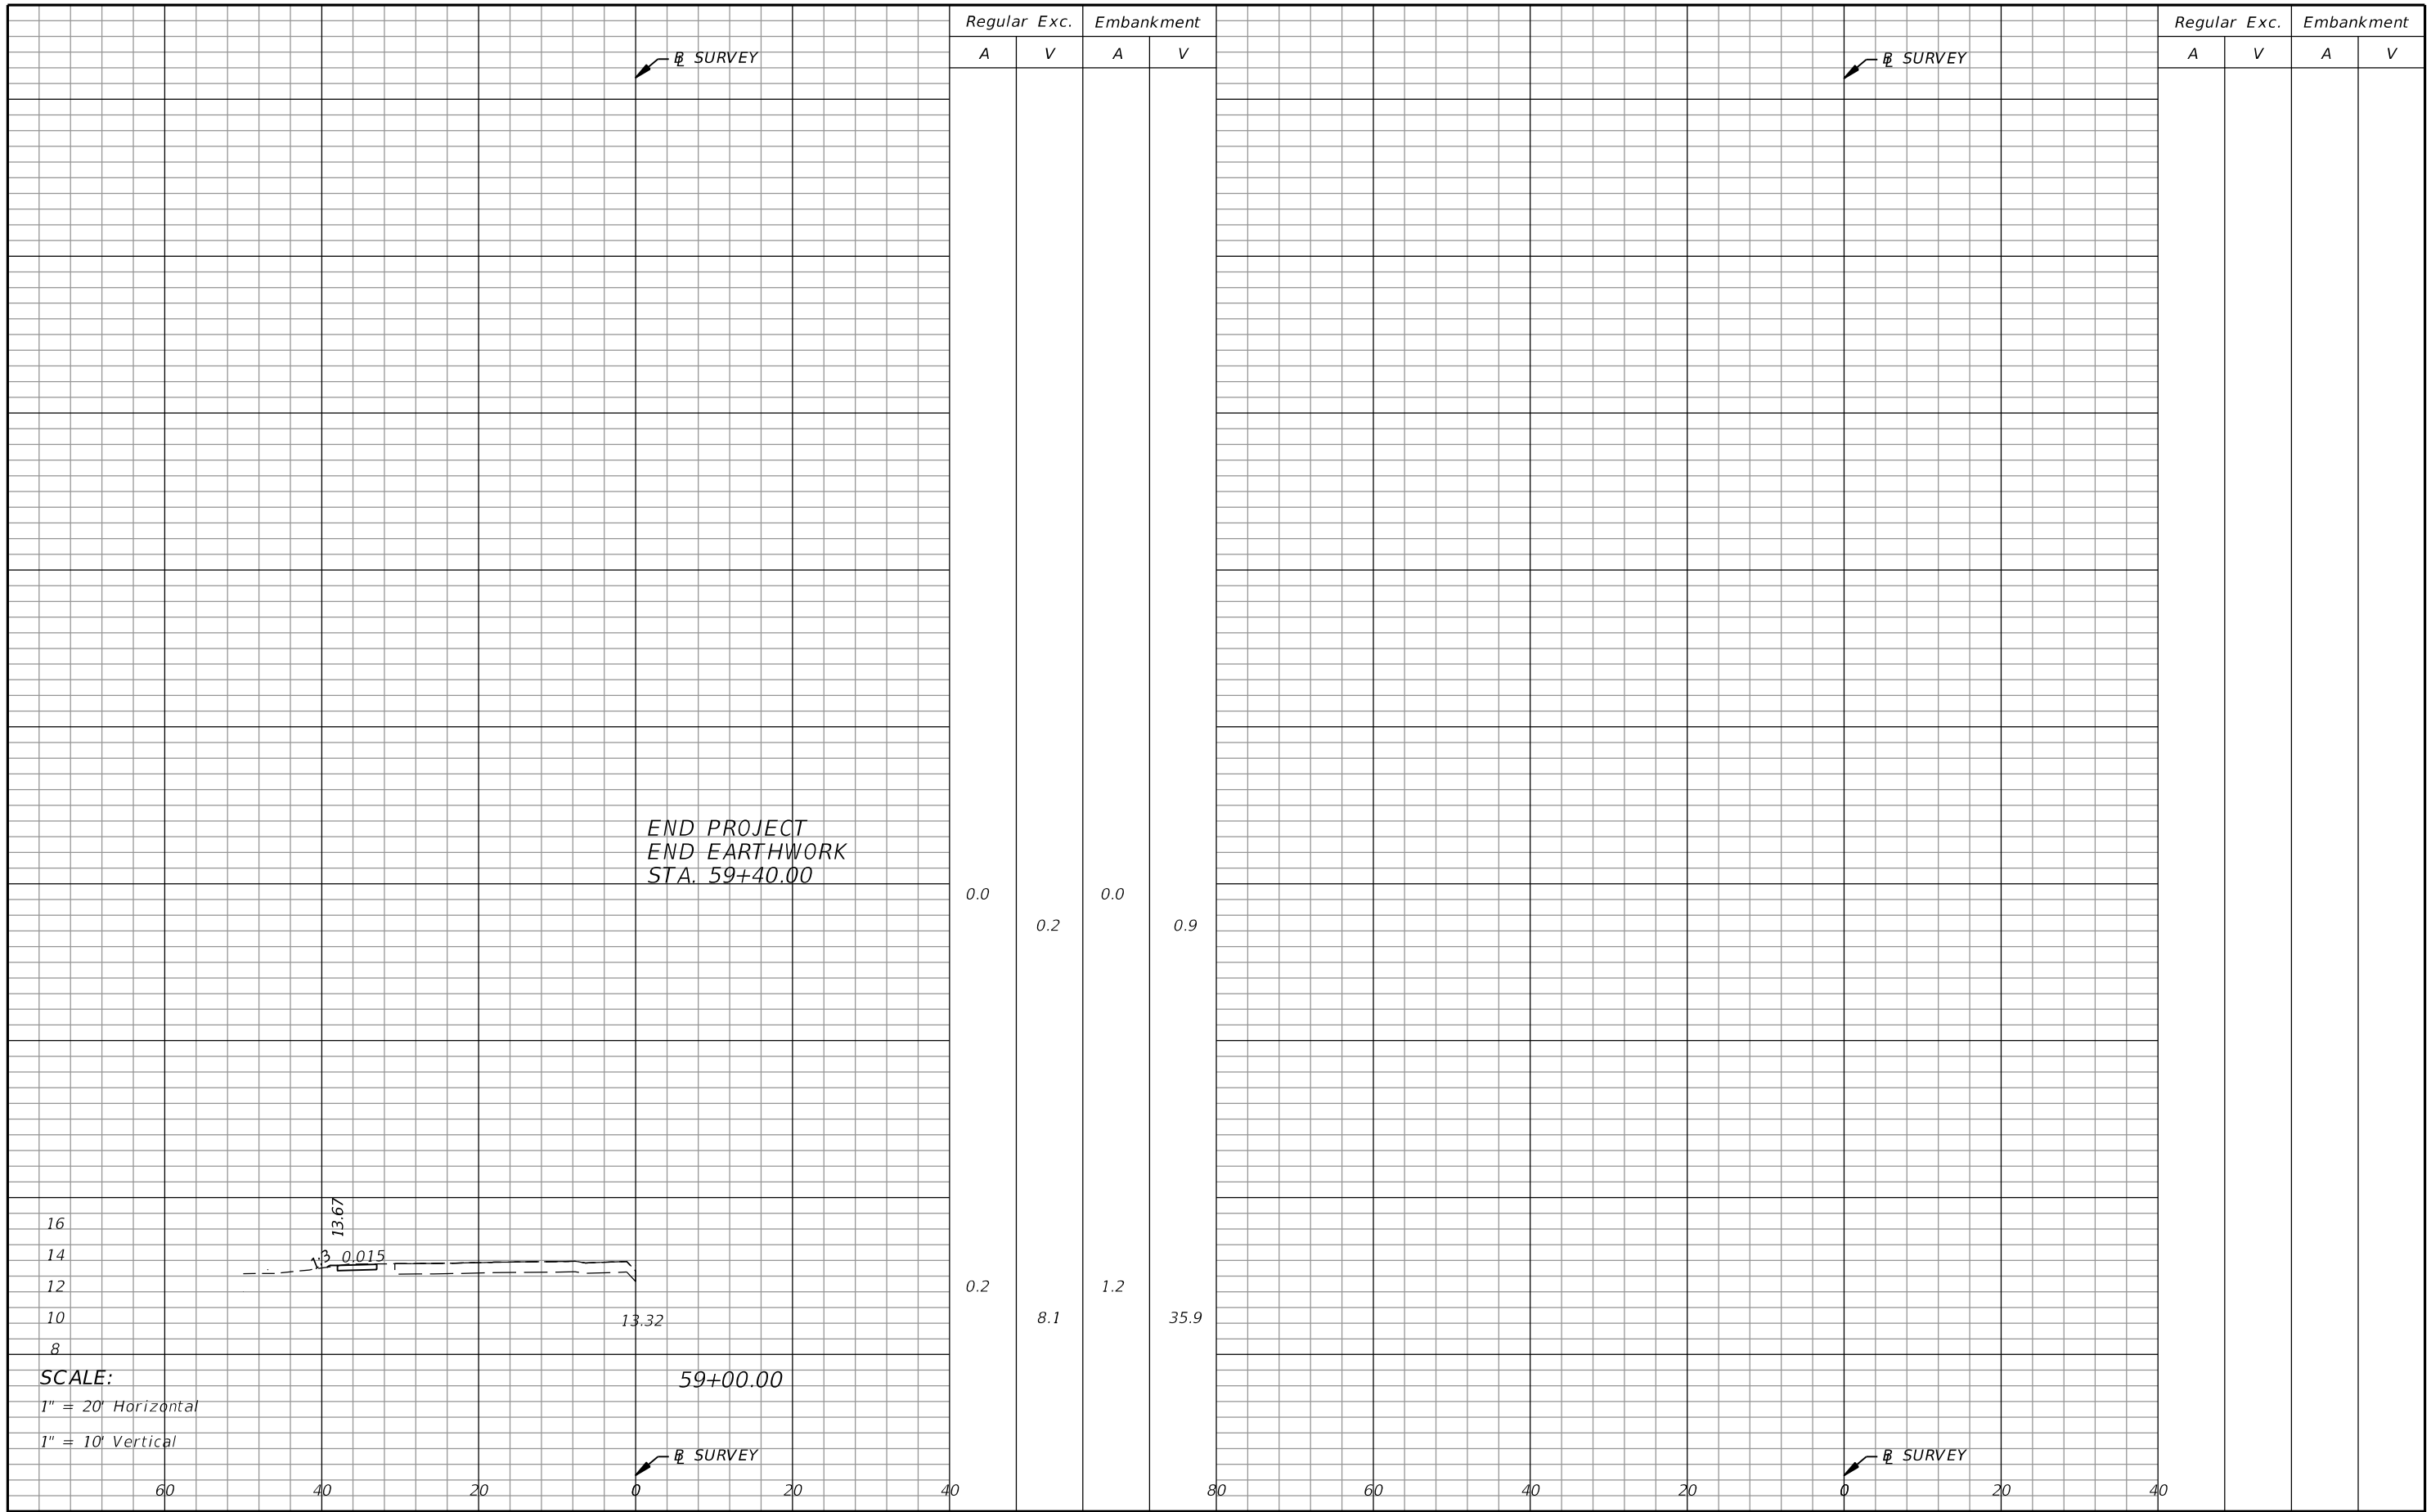 Regular Exc. Embankment
A V A V
℄ SURVEY
Regular Exc. Embankment
A V A V
℄ SURVEY
END PROJECT
END EARTHWORK
STA. 59+40.00
0.0 0.0
0.2 0.9
13.67
16
14
1:3 0.015
12
10
8
0.2 1.2
8.1 35.9
13.32
59+00.00
SCALE:
1" = 20' Horizontal
1" = 10' Vertical
℄ SURVEY
℄ SURVEY
60 40 20 0 20 40
80 60 40 20 0 20 40